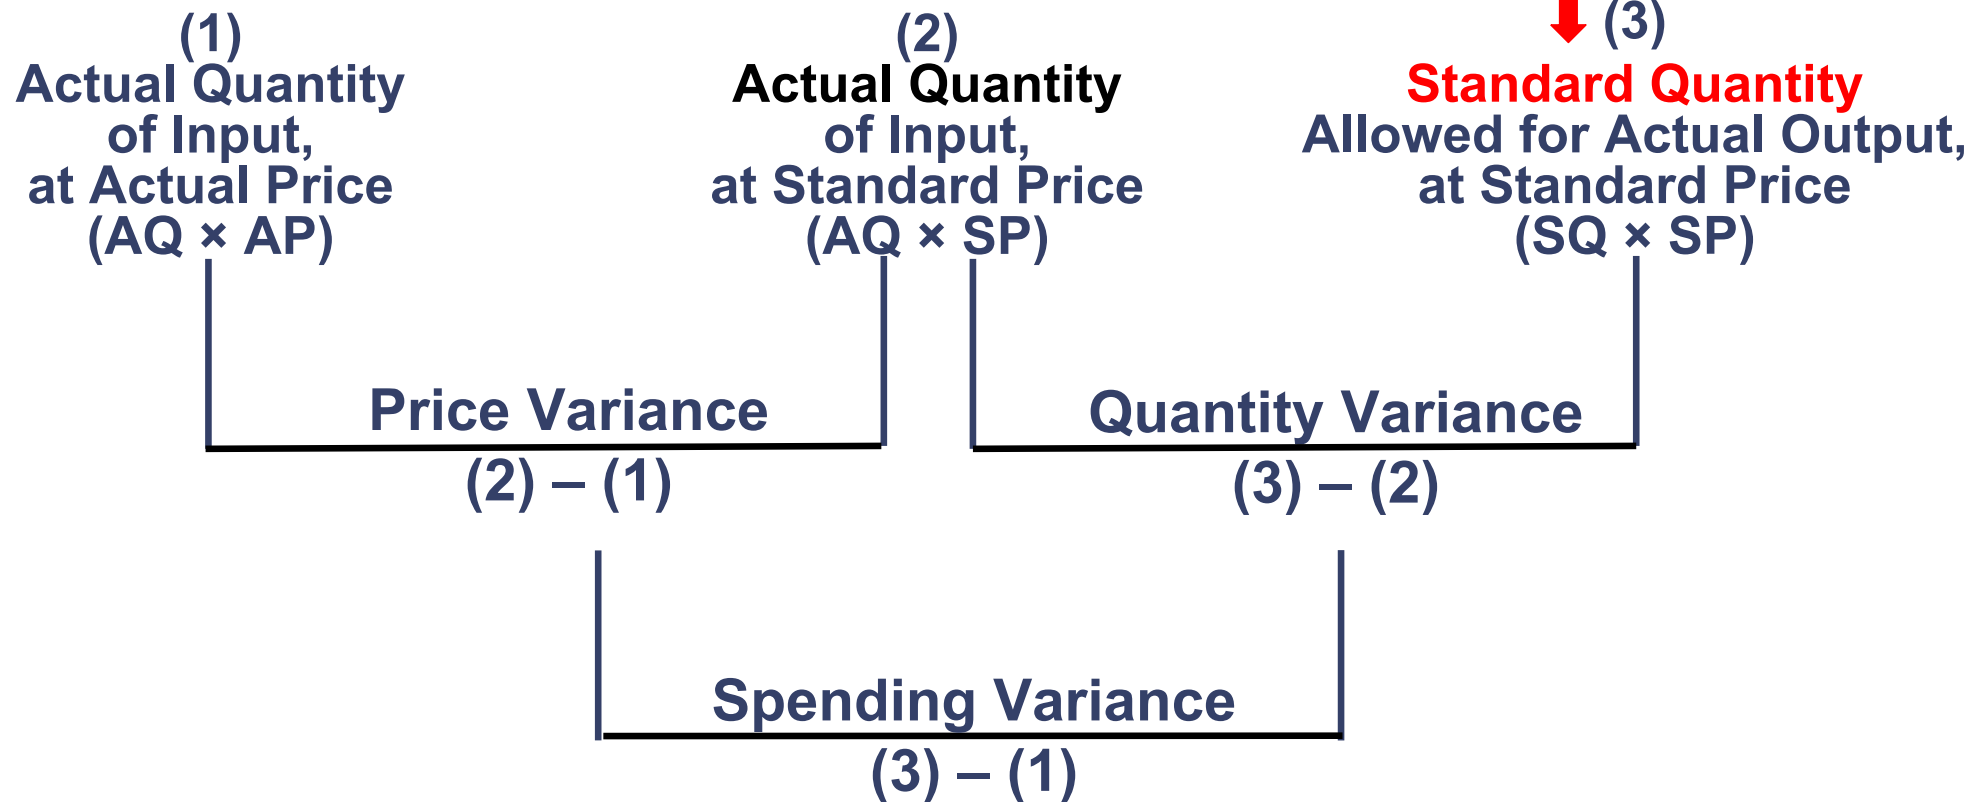 (1)
Actual Quantity
of Input,
at Actual Price
(AQ × AP)
(2)
Actual Quantity
of Input,
at Standard Price
(AQ × SP)
(3)
Standard Quantity
Allowed for Actual Output,
at Standard Price
(SQ × SP)
Price Variance
(2) – (1)
Quantity Variance
(3) – (2)
Spending Variance
(3) – (1)